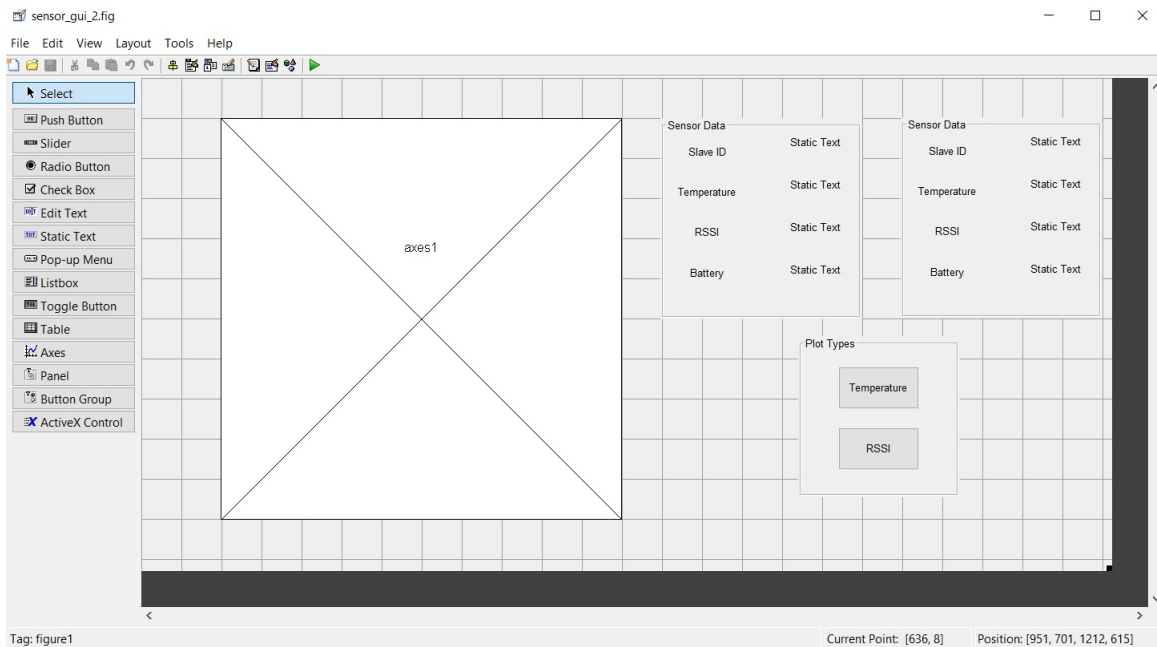 sensor_gui_2.fig
File Edit View Layout Tools Help
Select
Push Button
Slider
Radio Button
Check Box
Edit Text
Static Text
Pop-up Menu
Listbox
Toggle Button
Table
Axes
Panel
Button Group
ActiveX Control
axes1
Sensor Data
Slave ID Static Text
Temperature Static Text
RSSI Static Text
Battery Static Text
Sensor Data
Slave ID Static Text
Temperature Static Text
RSSI Static Text
Battery Static Text
Plot Types
Temperature
RSSI
Tag: figure1 Current Point: [636, 8] Position: [951, 701, 1212, 615]